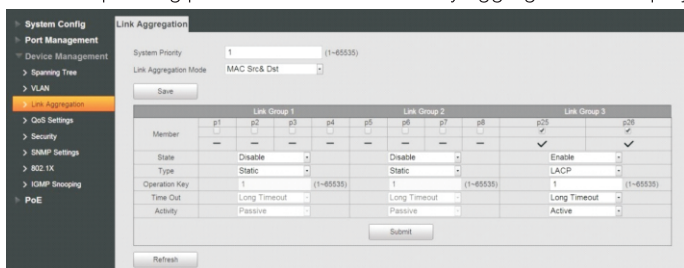 System Config
Port Management
Device Management
Spanning Tree
VLAN
Link Aggregation
QoS Settings
Security
SNMP Settings
802.1X
IGMP Snooping
PoE
Link Aggregation
System Priority 1 (1~65535)
Link Aggregation Mode MAC Src& Dst
Save
Link Group 1 Link Group 2 Link Group 3
Member p1 p2 p3 p4 p5 p6 p7 p8 p25 p26
State Disable Disable Enable
Type Static Static LACP
Operation Key 1 (1~65535) 1 (1~65535) 1 (1~65535)
Time Out Long Timeout Long Timeout Long Timeout
Activity Passive Passive Active
Submit
Refresh